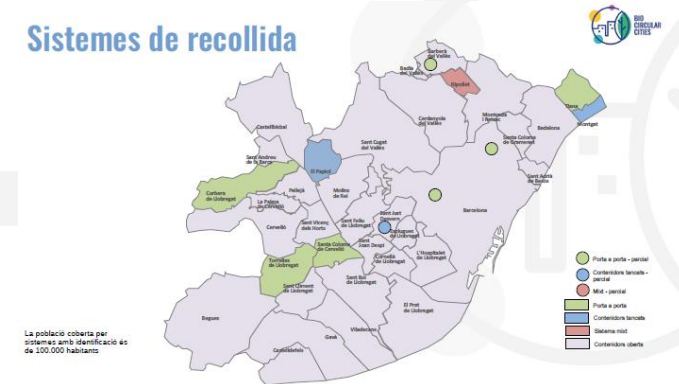 Sistemes de recollida
BIO
CIRCULAR
CITIES
Barberà
del Vallès
Badia
del Vallès
Ripollet
Tiana
Montgat
Castellbisbal
Cerdanyola
del Vallès
Montcada
i Reixac
Santa Coloma
de Gramenet
Badalona
Sant Cugat
del Vallès
Sant Andreu
de la Barca
El Papiol
Sant Adrià
de Besòs
Corbera
de Llobregat
Pallejà
Molins
de Rei
La Palma
de Cervelló
Barcelona
Cervelló
Sant Vicenç
dels Horts
Sant Feliu
de Llobregat
Sant Just
Desvern
Esplugues
de Llobregat
Sant
Joan Despí
Santa Coloma
de Cervelló
Cornellà
de Llobregat
L'Hospitalet
de Llobregat
Torrelles
de Llobregat
Sant Climent
de Llobregat
Sant Boi
de Llobregat
El Prat
de Llobregat
Begues
Viladecans
Gavà
Castelldefels
Porta a porta - parcial
Contenidors tancats -
parcial
Mixt - parcial
Porta a porta
Contenidors tancats
Sistema mixt
Contenidors oberts
La població coberta per
sistemes amb identificació és
de 100.000 habitants